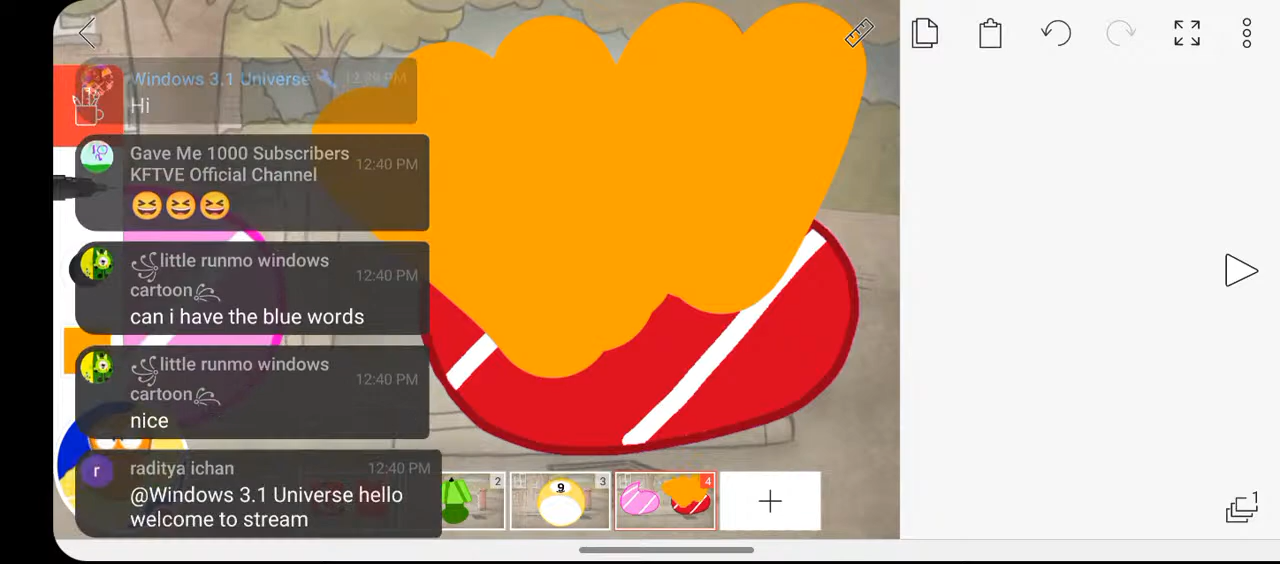 Windows 3.1 Universe 🔧 12:39 PM
Hi
Gave Me 1000 Subscribers
KFTVE Official Channel 12:40 PM
😆😆😆
꧁little runmo windows
cartoon꧂ 12:40 PM
can i have the blue words
꧁little runmo windows
cartoon꧂ 12:40 PM
nice
r
raditya ichan 12:40 PM
@Windows 3.1 Universe hello
welcome to stream
2
3
9
4
1